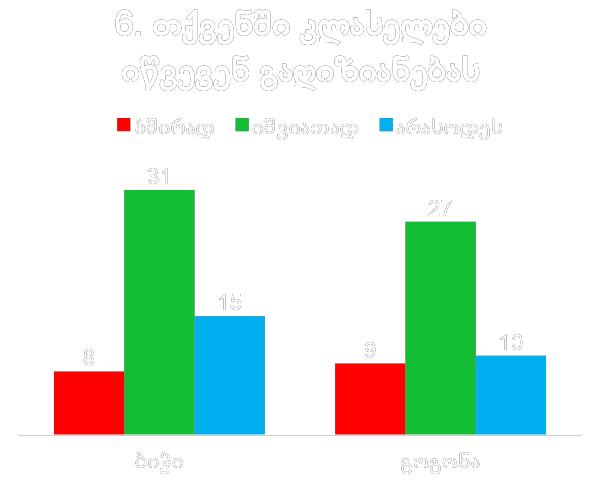 6. თქვენში კლასელები
იწვევენ გაღიზიანებას
ხშირად იშვიათად არასოდეს
31
27
15
8
9
10
ბიჭი გოგონა